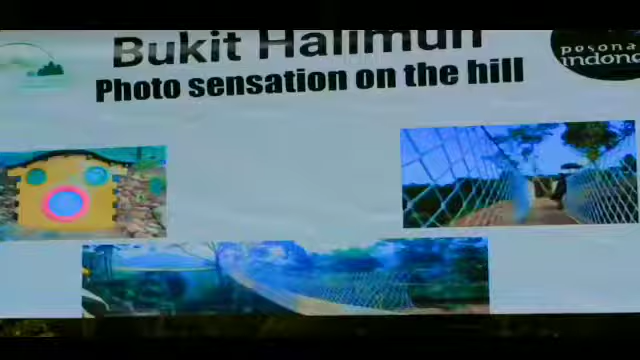 Bukit Halimun
Photo sensation on the hill
pesona
indone